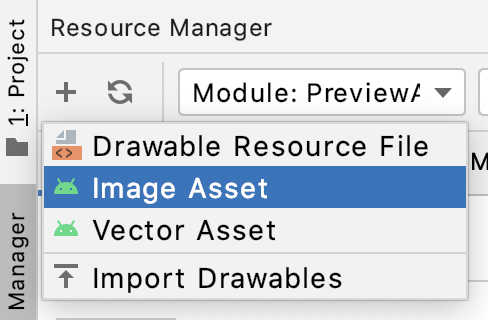 Resource Manager
1: Project
Module: PreviewA
Drawable Resource File
Image Asset
Vector Asset
Import Drawables
M
Manager